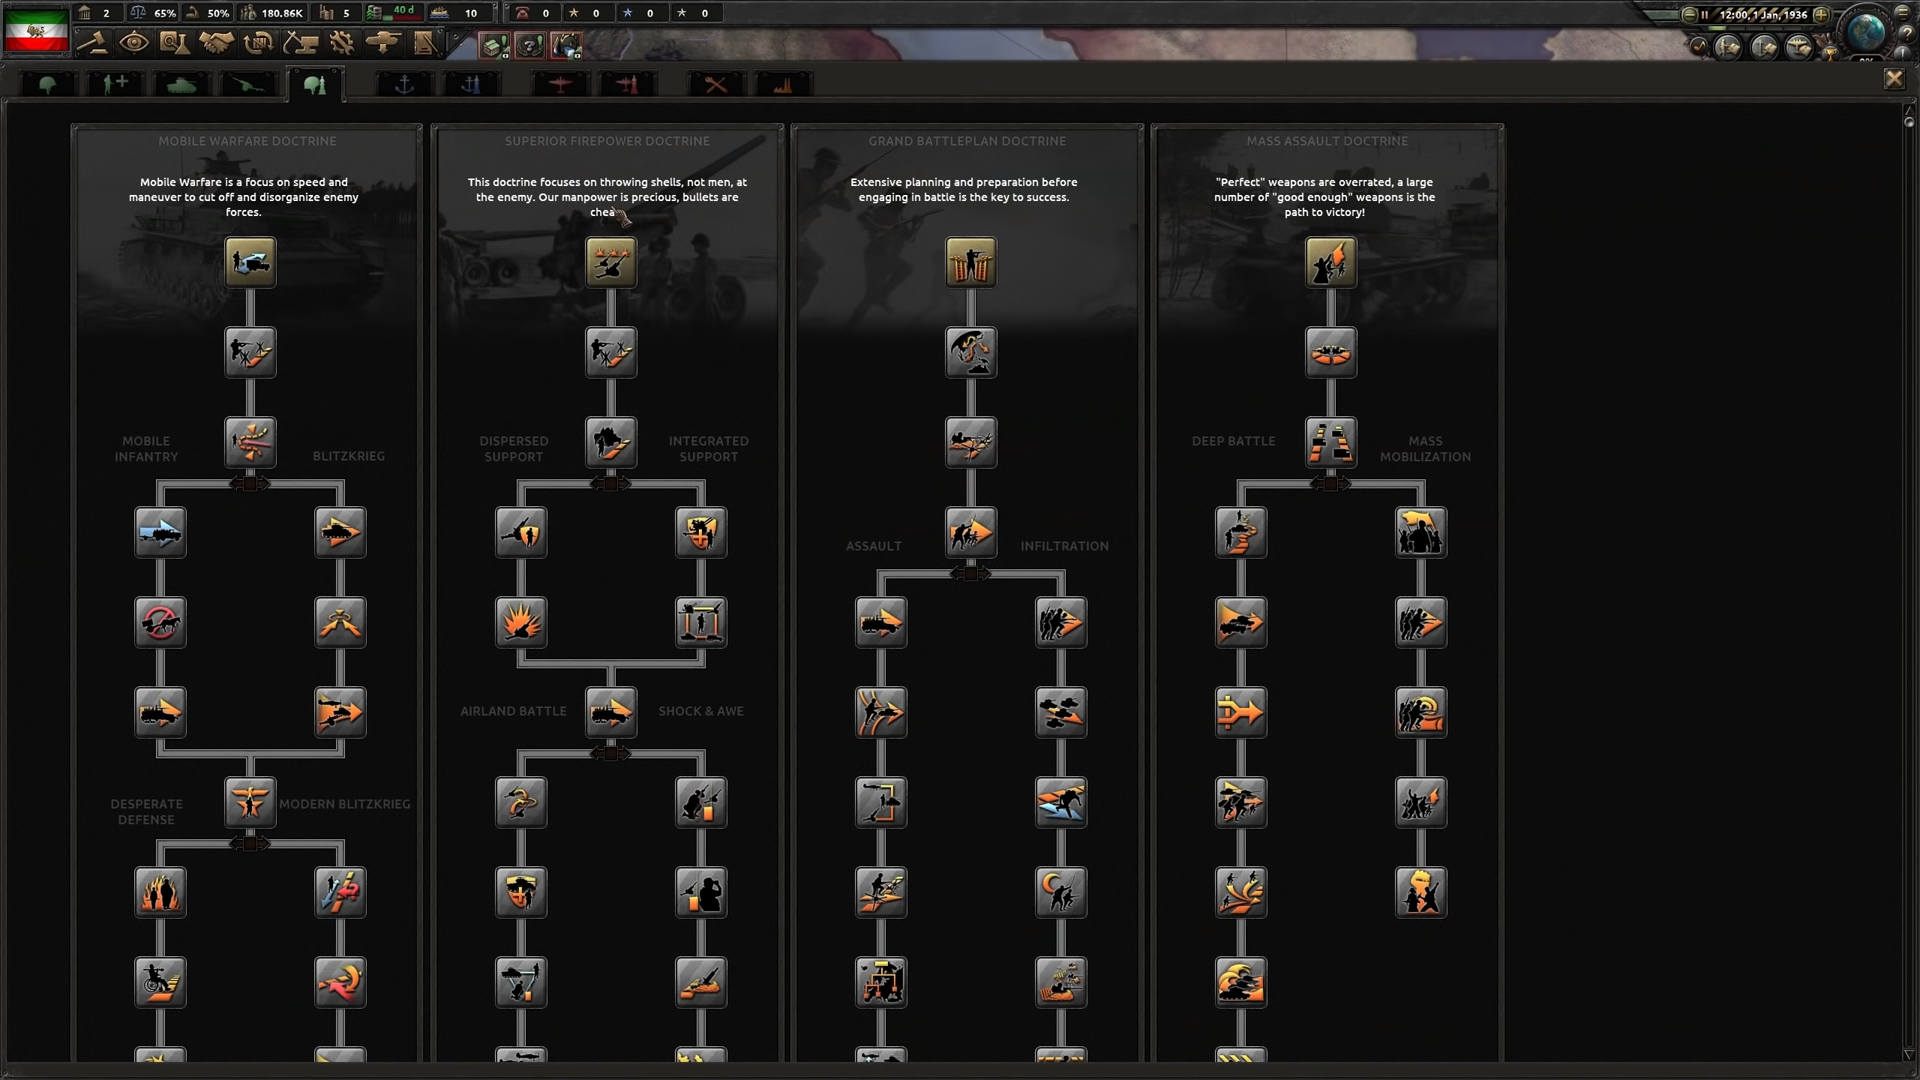 2
65%
50%
180.86K
5
40 d
10
0
0
0
0
12:00, 1 Jan, 1936
MOBILE WARFARE DOCTRINE
Mobile Warfare is a focus on speed and
maneuver to cut off and disorganize enemy
forces.
MOBILE
INFANTRY
BLITZKRIEG
DESPERATE
DEFENSE
MODERN BLITZKRIEG
SUPERIOR FIREPOWER DOCTRINE
This doctrine focuses on throwing shells, not men, at
the enemy. Our manpower is precious, bullets are
chea
DISPERSED
SUPPORT
INTEGRATED
SUPPORT
AIRLAND BATTLE
SHOCK & AWE
GRAND BATTLEPLAN DOCTRINE
Extensive planning and preparation before
engaging in battle is the key to success.
ASSAULT
INFILTRATION
MASS ASSAULT DOCTRINE
"Perfect" weapons are overrated, a large
number of "good enough" weapons is the
path to victory!
DEEP BATTLE
MASS
MOBILIZATION